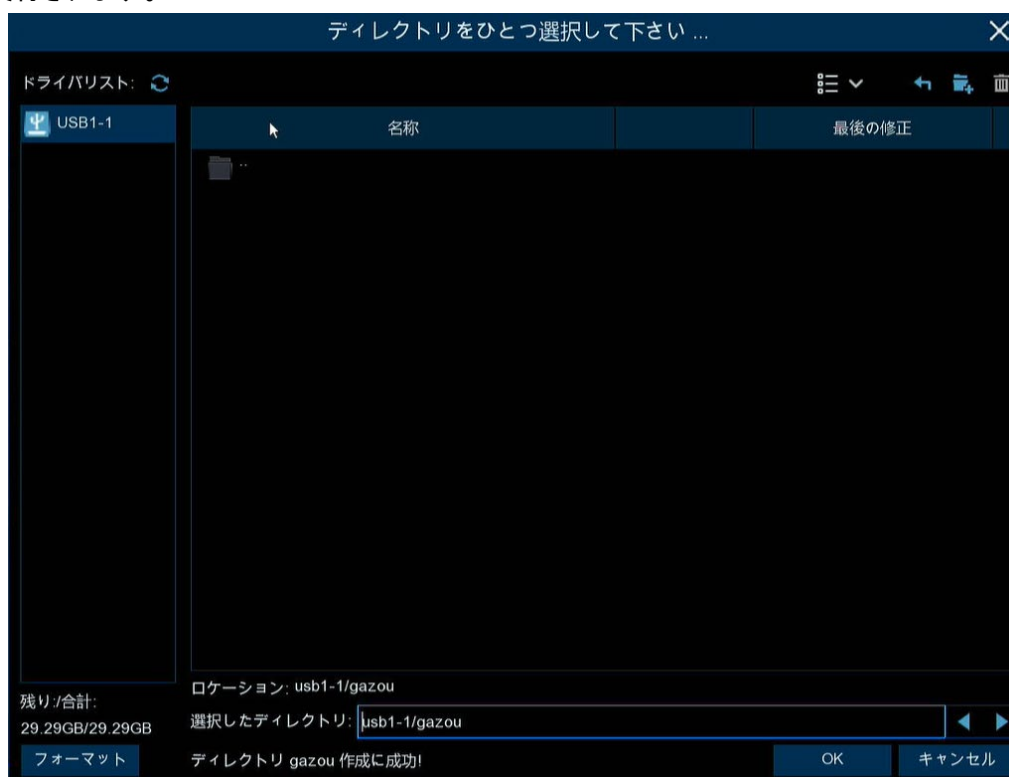 ディレクトリをひとつ選択して下さい ...
ドライバリスト:
USB1-1
名称
最後の修正
..
ロケーション: usb1-1/gazou
残り:/合計:
29.29GB/29.29GB
選択したディレクトリ: usb1-1/gazou
フォーマット
ディレクトリ gazou 作成に成功!
OK
キャンセル